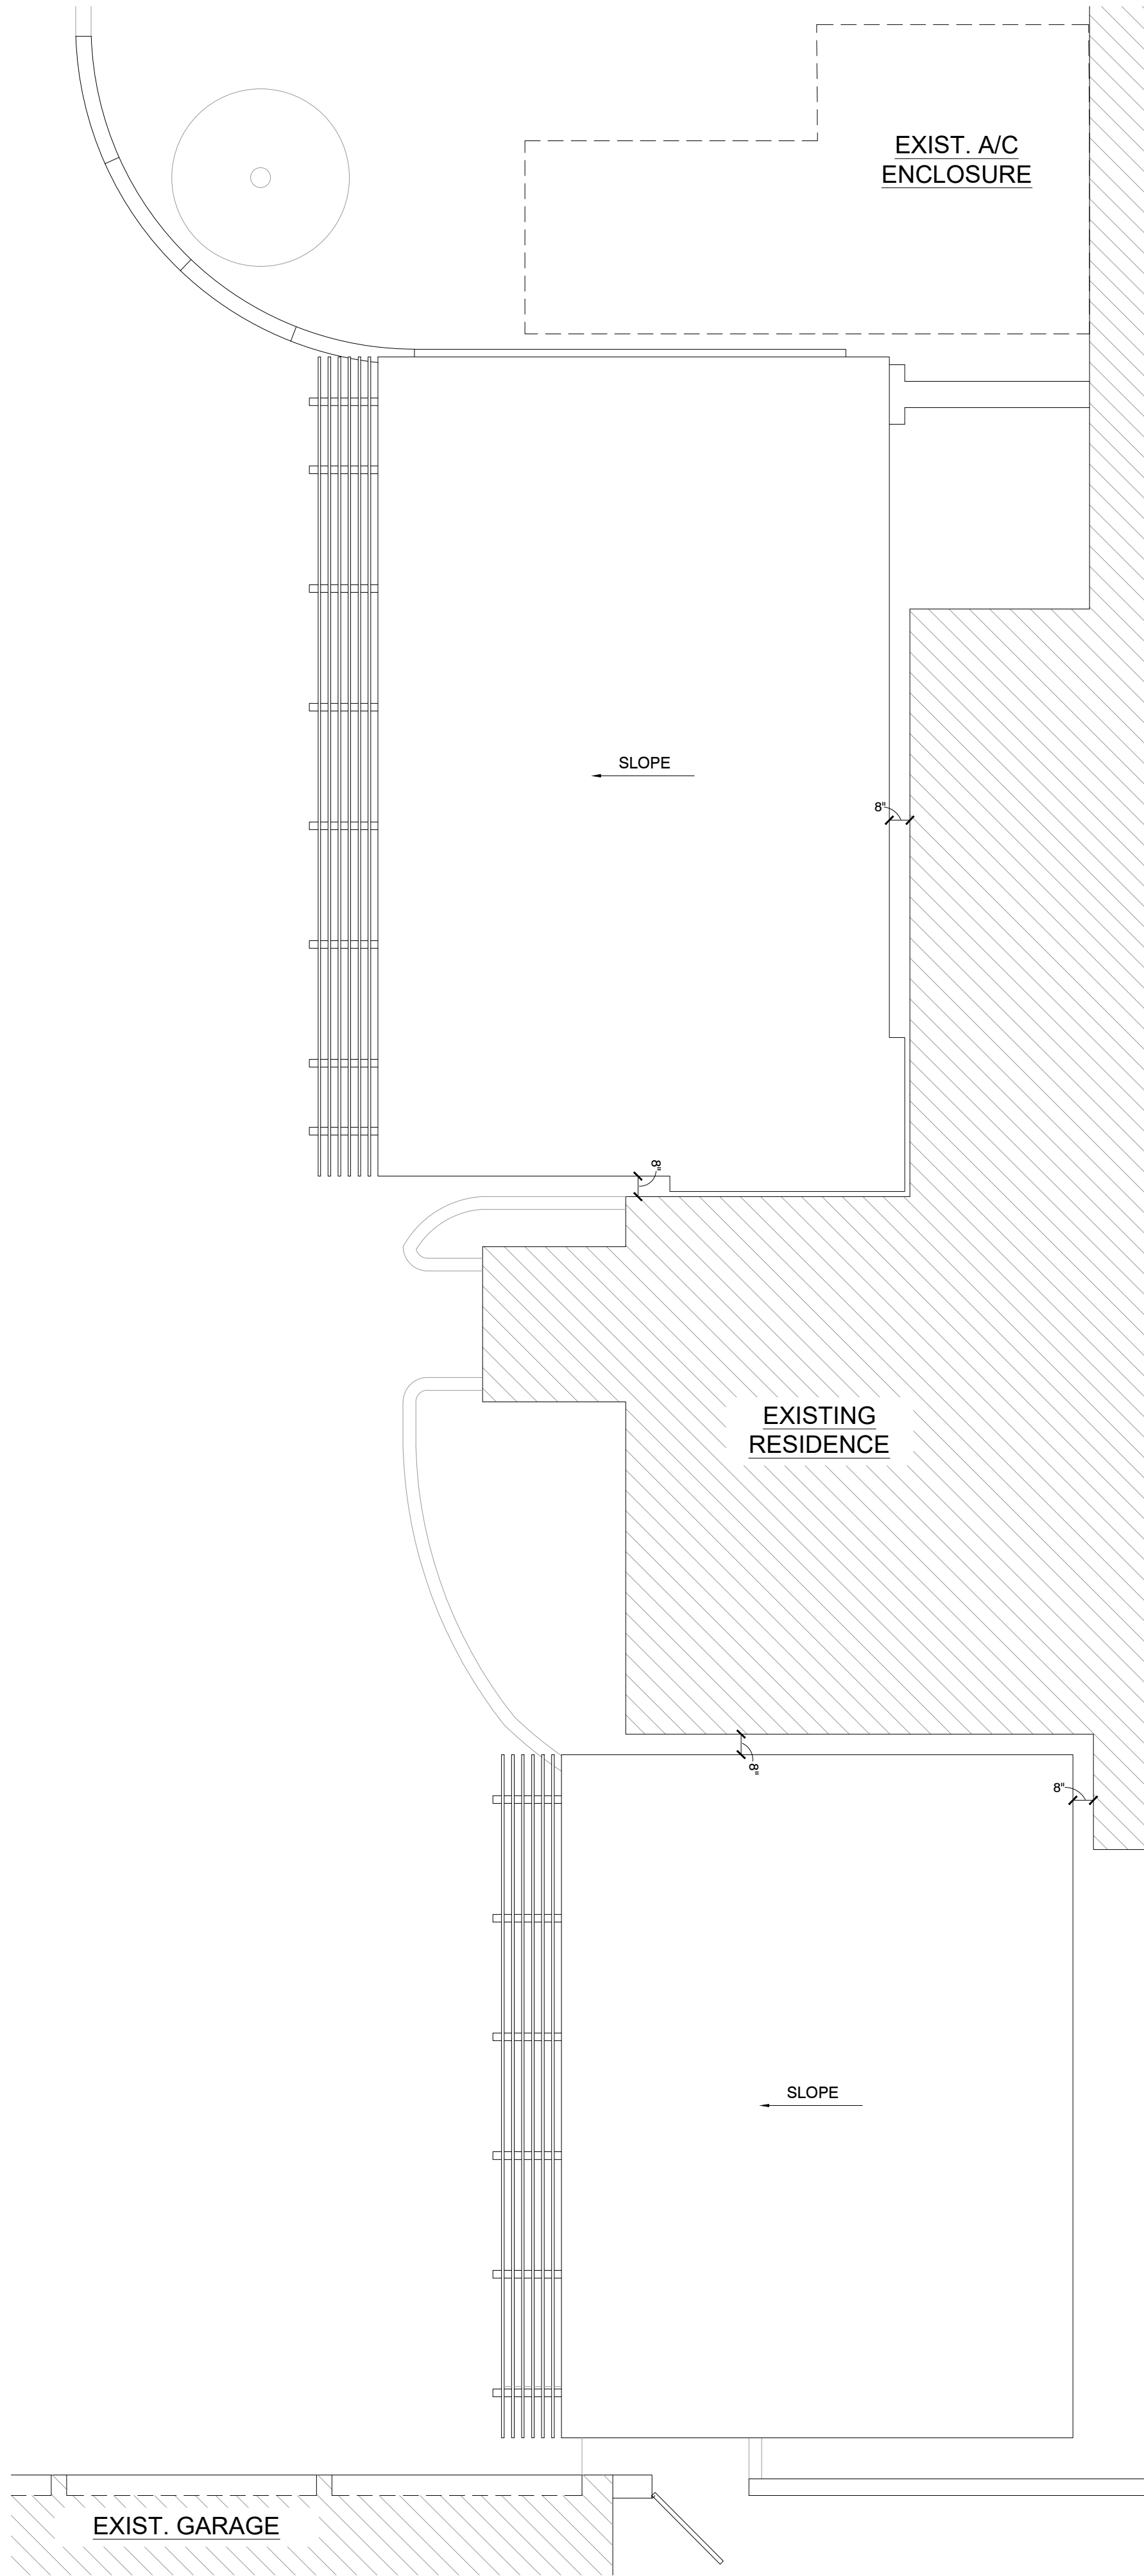 EXIST. A/C
ENCLOSURE
SLOPE
8"
8"
EXISTING
RESIDENCE
8"
8"
SLOPE
EXIST. GARAGE